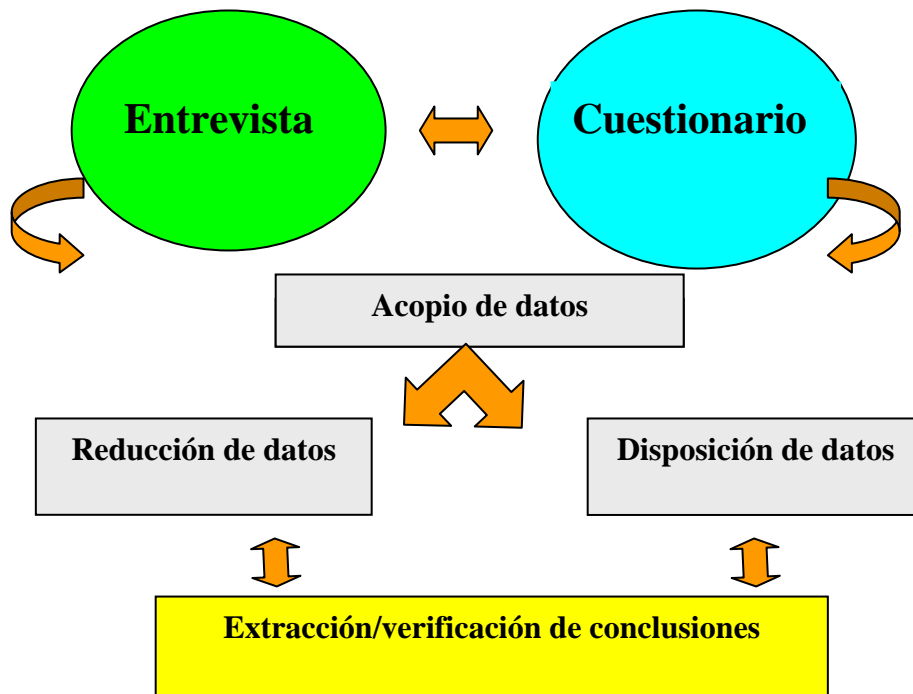 Entrevista
Cuestionario
Acopio de datos
Reducción de datos
Disposición de datos
Extracción/verificación de conclusiones